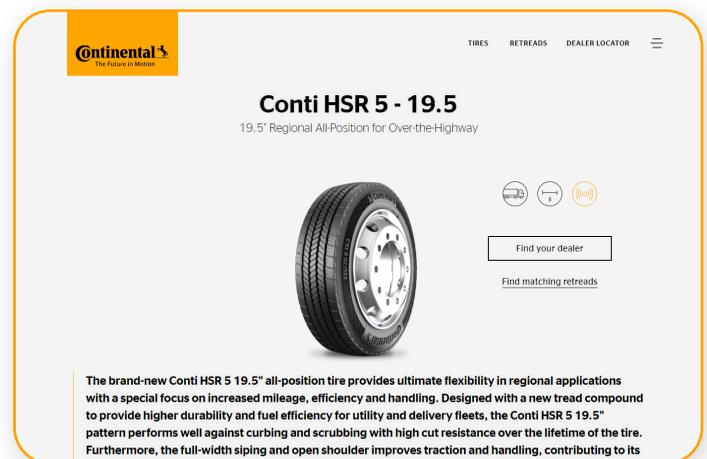 Continental
The Future in Motion
TIRES RETREADS DEALER LOCATOR
Conti HSR 5 - 19.5
19.5" Regional All-Position for Over-the-Highway
S
Find your dealer
Find matching retreads
The brand-new Conti HSR 5 19.5" all-position tire provides ultimate flexibility in regional applications
with a special focus on increased mileage, efficiency and handling. Designed with a new tread compound
to provide higher durability and fuel efficiency for utility and delivery fleets, the Conti HSR 5 19.5"
pattern performs well against curbing and scrubbing with high cut resistance over the lifetime of the tire.
Furthermore, the full-width siping and open shoulder improves traction and handling, contributing to its